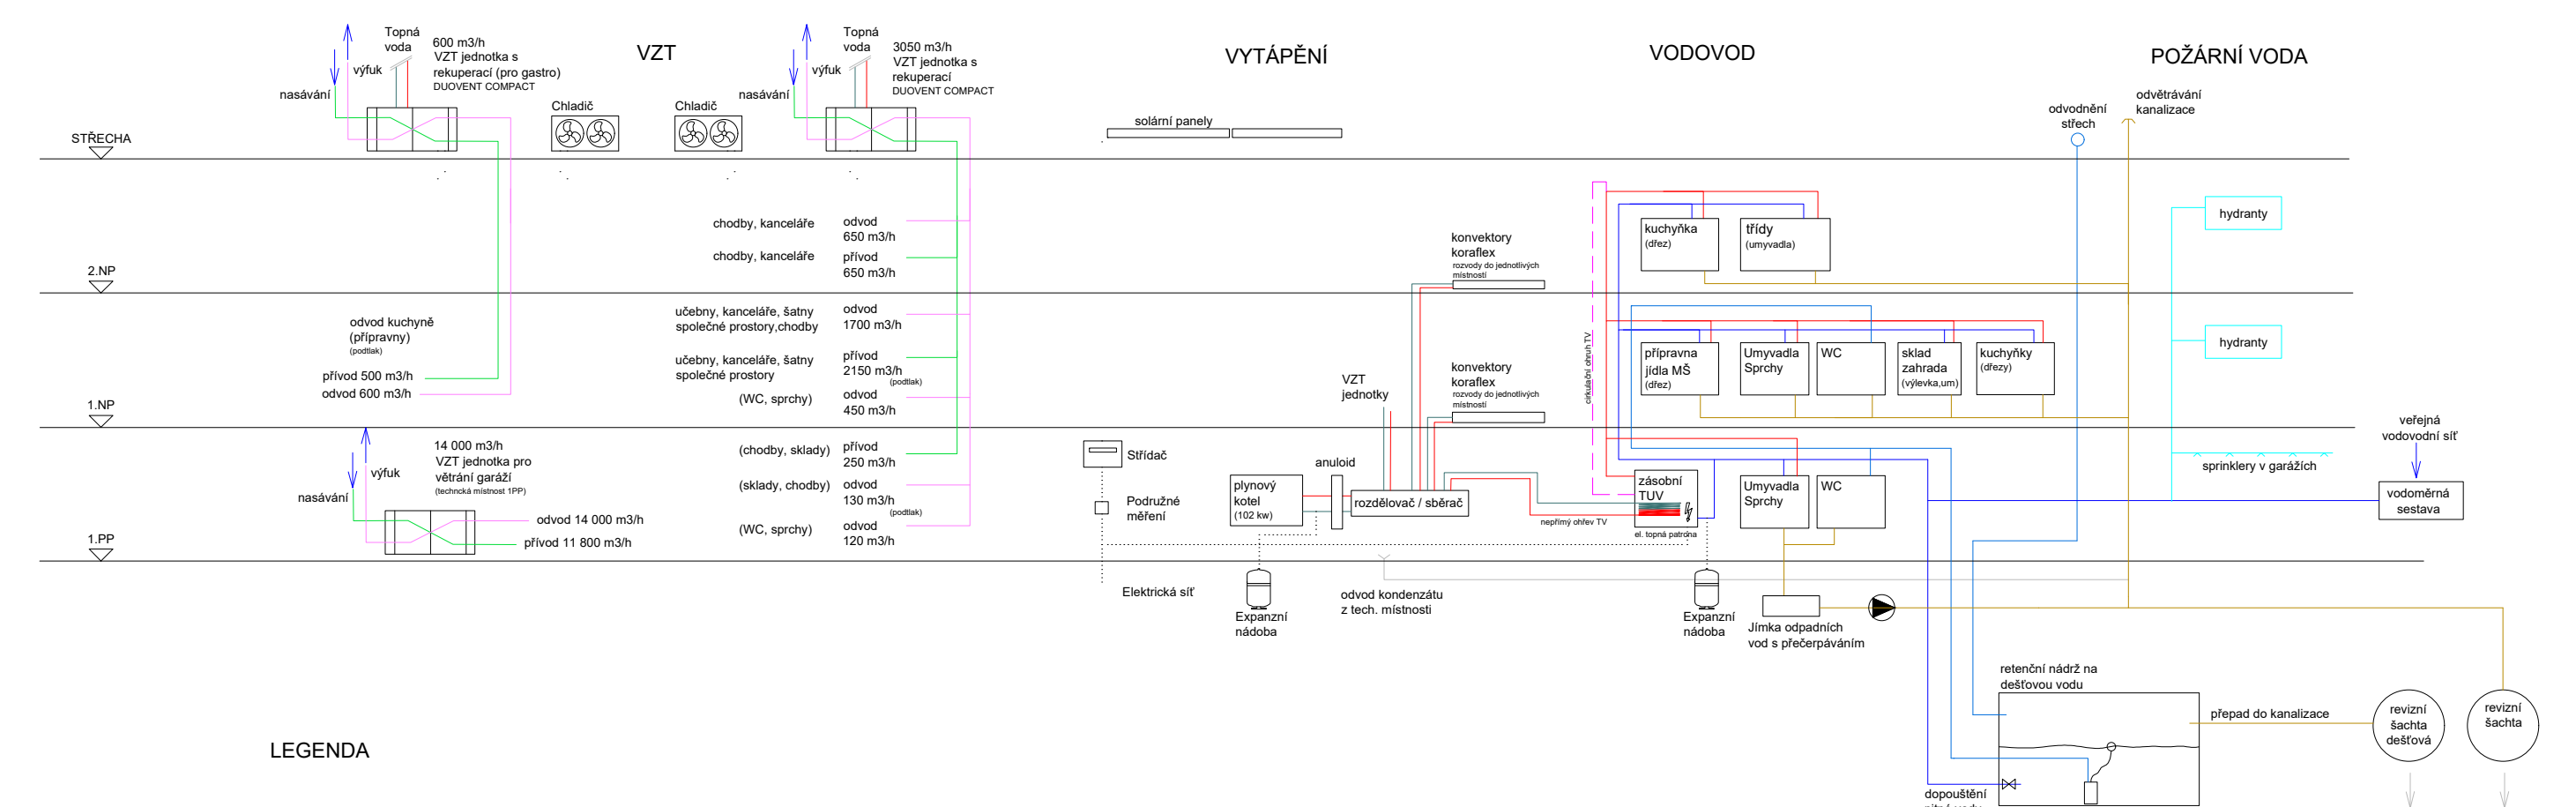 VZT
VYTÁPĚNÍ
VODOVOD
POŽÁRNÍ VODA
Topná
voda
600 m3/h
VZT jednotka s
rekuperací (pro gastro)
DUOVENT COMPACT
výfuk
nasávání
Chladič
Chladič
Topná
voda
3050 m3/h
VZT jednotka s
rekuperací
DUOVENT COMPACT
výfuk
nasávání
solární panely
odvodnění
střech
odvětrávání
kanalizace
STŘECHA
chodby, kanceláře
odvod
650 m3/h
chodby, kanceláře
přívod
650 m3/h
konvektory
koraflex
rozvody do jednotlivých
místností
kuchyňka
(dřez)
třídy
(umyvadla)
hydranty
2.NP
odvod kuchyně
(přípravny)
(podtlak)
přívod 500 m3/h
odvod 600 m3/h
učebny, kanceláře, šatny
společné prostory,chodby
odvod
1700 m3/h
učebny, kanceláře, šatny
společné prostory
přívod
2150 m3/h
(podtlak)
(WC, sprchy)
odvod
450 m3/h
VZT
jednotky
konvektory
koraflex
rozvody do jednotlivých
místností
cirkulační okruh TV
přípravna
jídla MŠ
(dřez)
Umyvadla
Sprchy
WC
sklad
zahrada
(výlevka,um)
kuchyňky
(dřezy)
hydranty
1.NP
14 000 m3/h
VZT jednotka pro
větrání garáží
(techncká místnost 1PP)
výfuk
nasávání
odvod 14 000 m3/h
přívod 11 800 m3/h
(chodby, sklady)
přívod
250 m3/h
(sklady, chodby)
odvod
130 m3/h
(podtlak)
(WC, sprchy)
odvod
120 m3/h
Střídač
Podružné
měření
Elektrická síť
plynový
kotel
(102 kw)
anuloid
rozdělovač / sběrač
nepřímý ohřev TV
zásobní
TUV
el. topná patrona
Umyvadla
Sprchy
WC
sprinklery v garážích
veřejná
vodovodní síť
vodoměrná
sestava
1.PP
Expanzní
nádoba
odvod kondenzátu
z tech. místnosti
Expanzní
nádoba
Jímka odpadních
vod s přečerpáváním
retenční nádrž na
dešťovou vodu
přepad do kanalizace
revizní
šachta
dešťová
revizní
šachta
dopouštění
LEGENDA